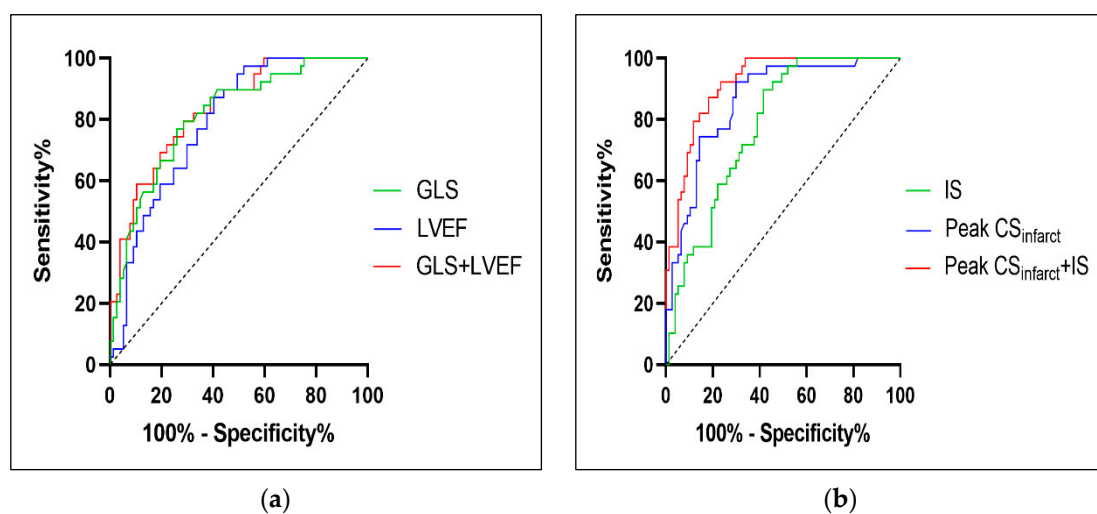 100
80
60
40
20
0
Sensitivity%
0 20 40 60 80 100
100% - Specificity%
GLS
LVEF
GLS+LVEF
(a)
100
80
60
40
20
0
Sensitivity%
0 20 40 60 80 100
100% - Specificity%
IS
Peak CSinfarct
Peak CSinfarct+IS
(b)